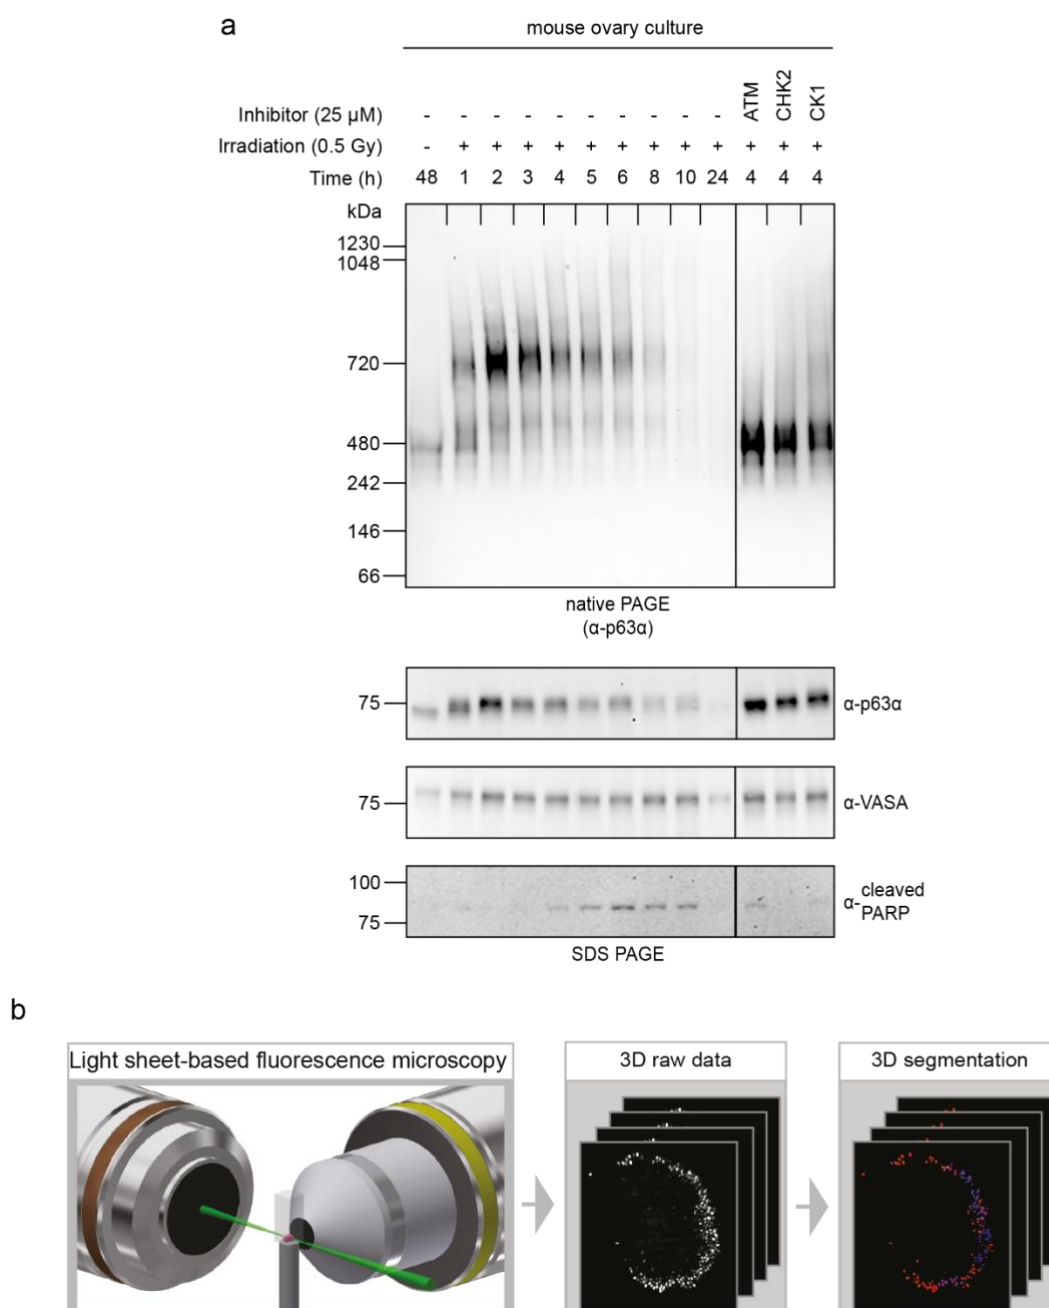 a
mouse ovary culture
Inhibitor (25 µM) - - - - - - - - - - ATM CHK2 CK1
Irradiation (0.5 Gy) - + + + + + + + + + + + +
Time (h) 48 1 2 3 4 5 6 8 10 24 4 4 4
kDa
1230
1048
720
480
242
146
66
native PAGE
(α-p63α)
75 α-p63α
75 α-VASA
100
α- cleaved PARP
75
SDS PAGE
b
Light sheet-based fluorescence microscopy
3D raw data
3D segmentation